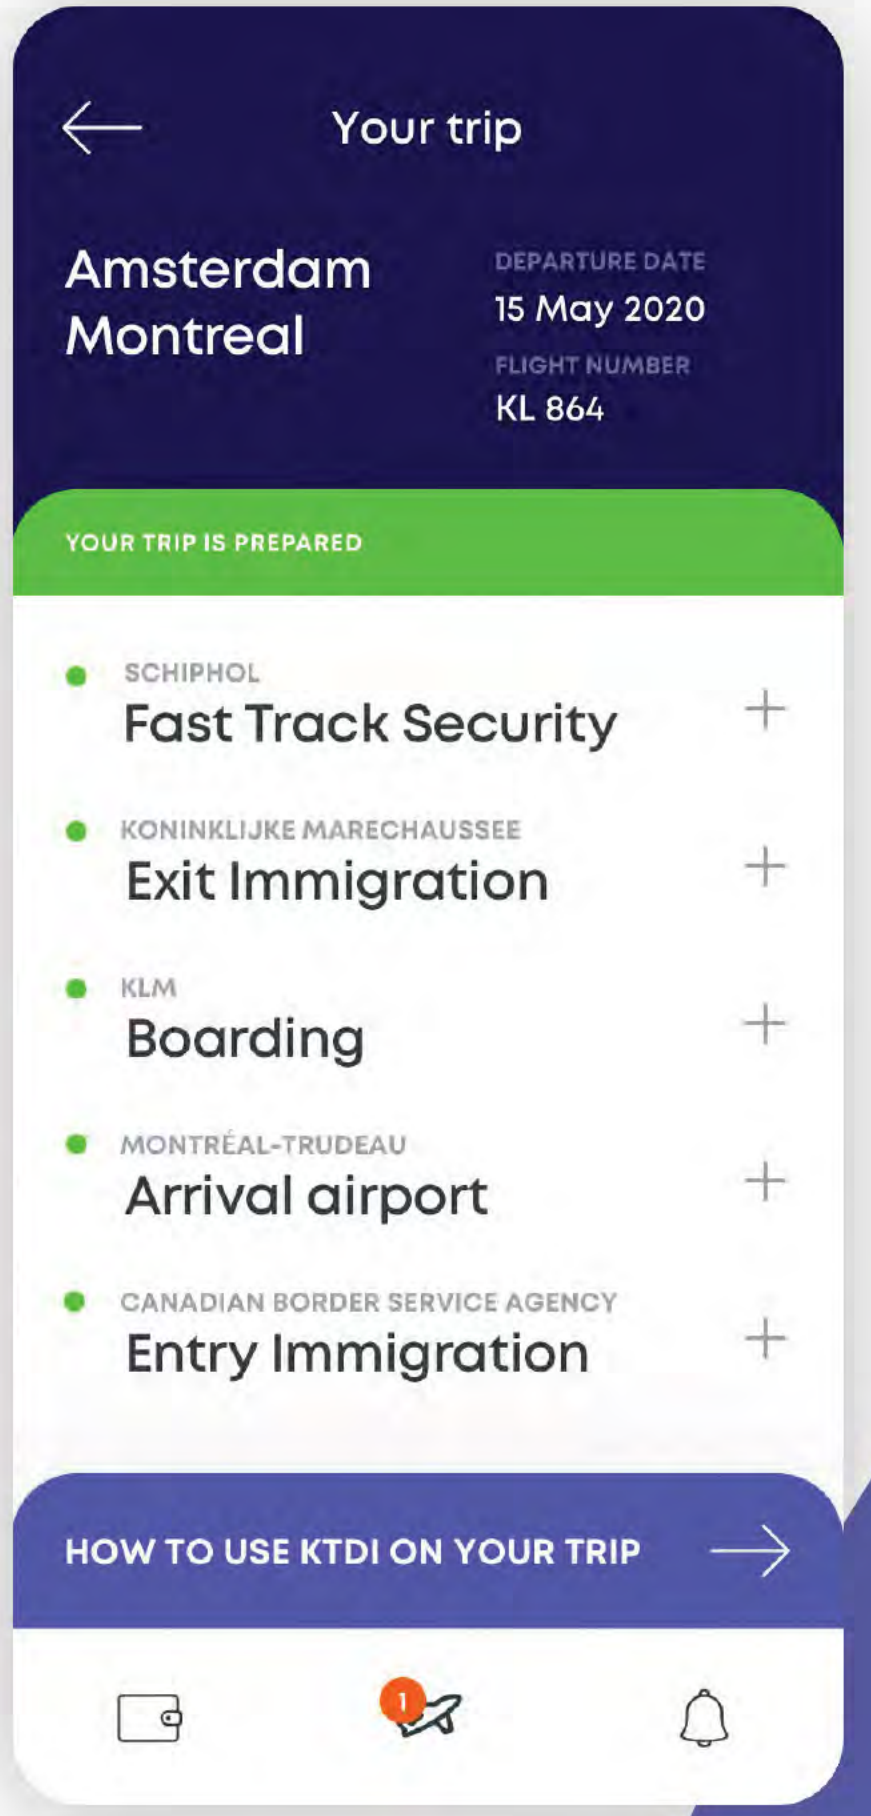 Your trip
Amsterdam
Montreal
DEPARTURE DATE
15 May 2020
FLIGHT NUMBER
KL 864
YOUR TRIP IS PREPARED
SCHIPHOL
Fast Track Security
KONINKLIJKE MARECHAUSSEE
Exit Immigration
KLM
Boarding
MONTRÉAL-TRUDEAU
Arrival airport
CANADIAN BORDER SERVICE AGENCY
Entry Immigration
HOW TO USE KTDI ON YOUR TRIP
1